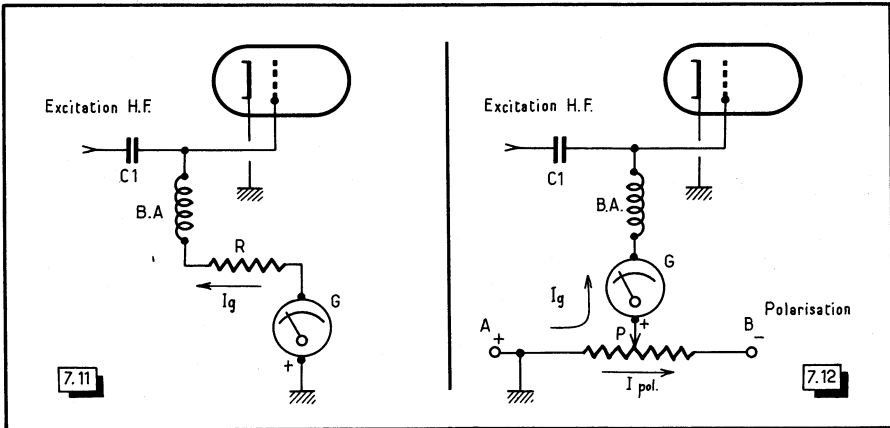 Excitation H.F.
C1
B.A
R
Ig
G
+
7.11
Excitation H.F.
C1
B.A.
G
Ig
Polarisation
A
+
P
+
B
-
I pol.
7.12